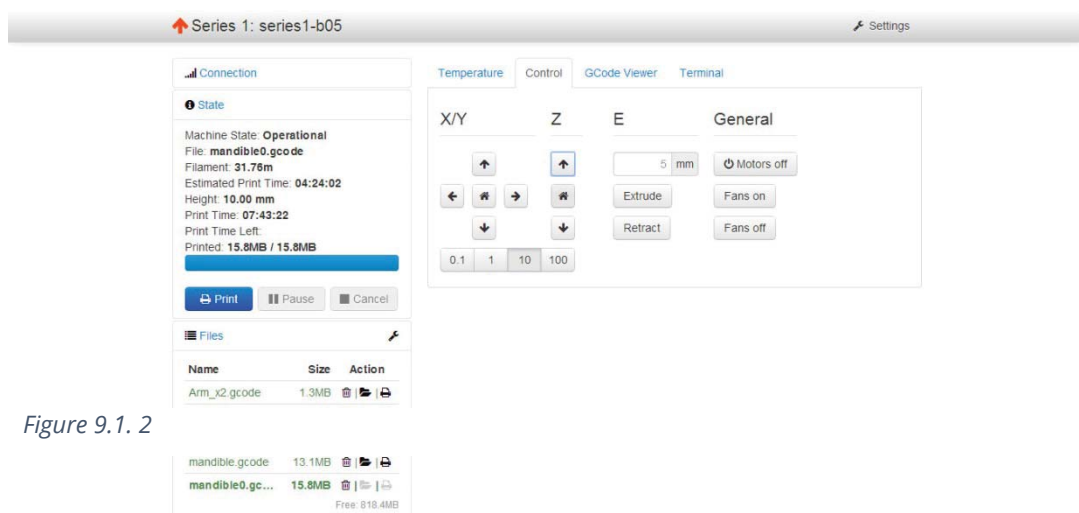 Series 1: series1-b05
Settings
Connection
State
Machine State: Operational
File: mandible0.gcode
Filament: 31.76m
Estimated Print Time: 04:24:02
Height: 10.00 mm
Print Time: 07:43:22
Print Time Left:
Printed: 15.8MB / 15.8MB
Print Pause Cancel
Files
Name Size Action
Arm_x2.gcode 1.3MB
Figure 9.1. 2
mandible.gcode 13.1MB
mandible0.gc... 15.8MB
Free: 818.4MB
Temperature Control GCode Viewer Terminal
X/Y Z E General
5 mm Motors off
Extrude Fans on
Retract Fans off
0.1 1 10 100